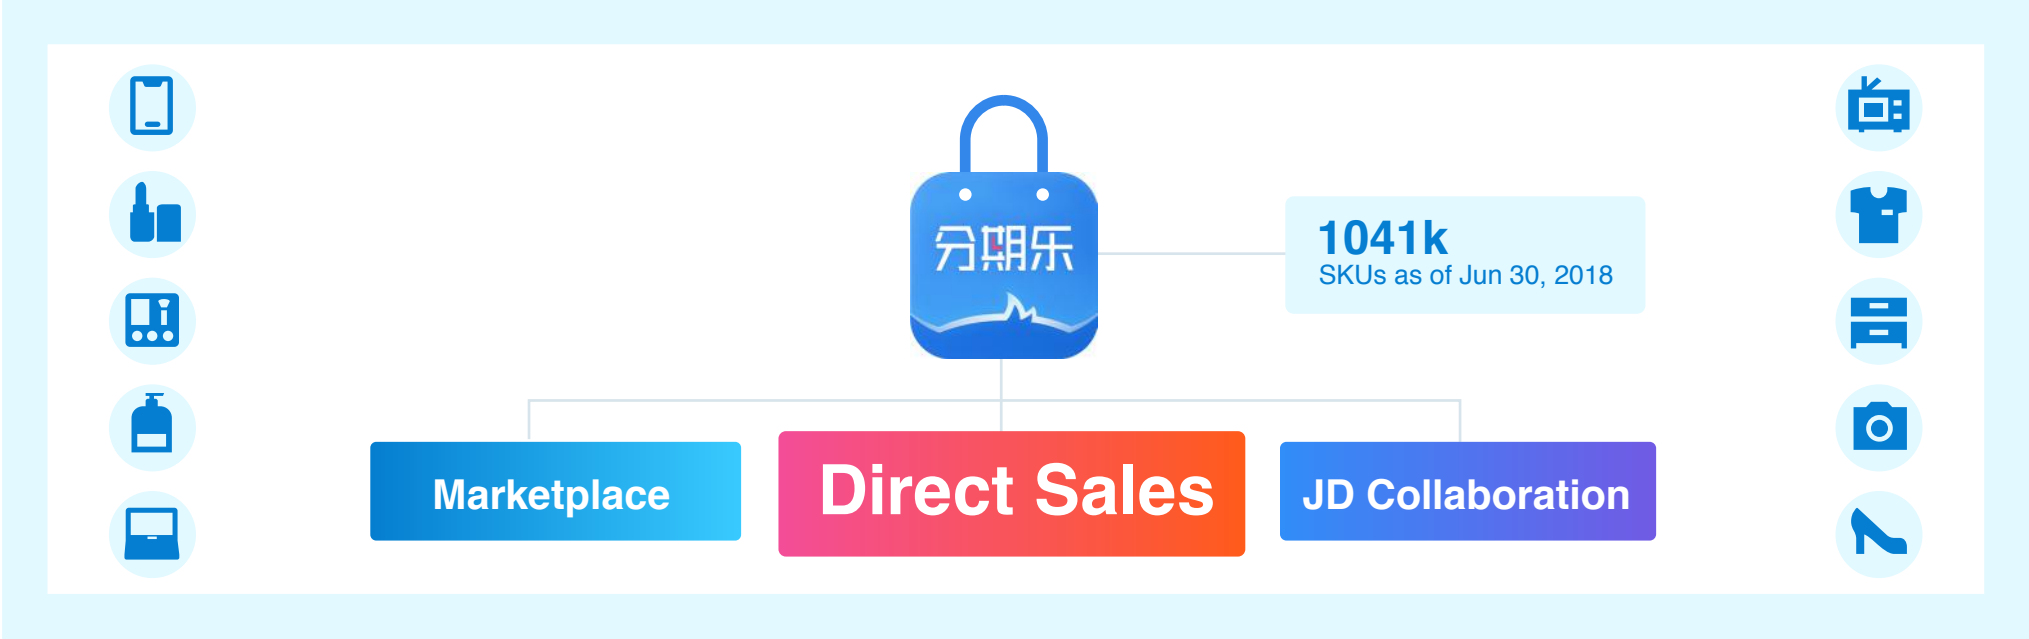 分期乐
1041k
SKUs as of Jun 30, 2018
Marketplace
Direct Sales
JD Collaboration